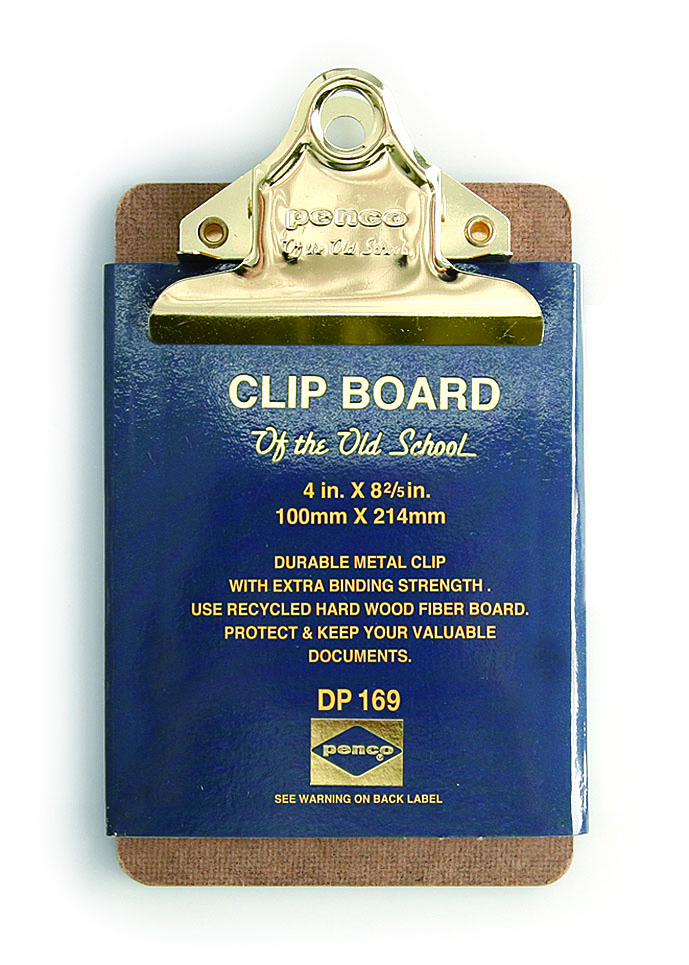 penco
Of the Old School
CLIP BOARD
Of the Old School
4 in. X 8 2/5 in.
100mm X 214mm
DURABLE METAL CLIP
WITH EXTRA BINDING STRENGTH .
USE RECYCLED HARD WOOD FIBER BOARD.
PROTECT & KEEP YOUR VALUABLE
DOCUMENTS.
DP 169
penco®
SEE WARNING ON BACK LABEL